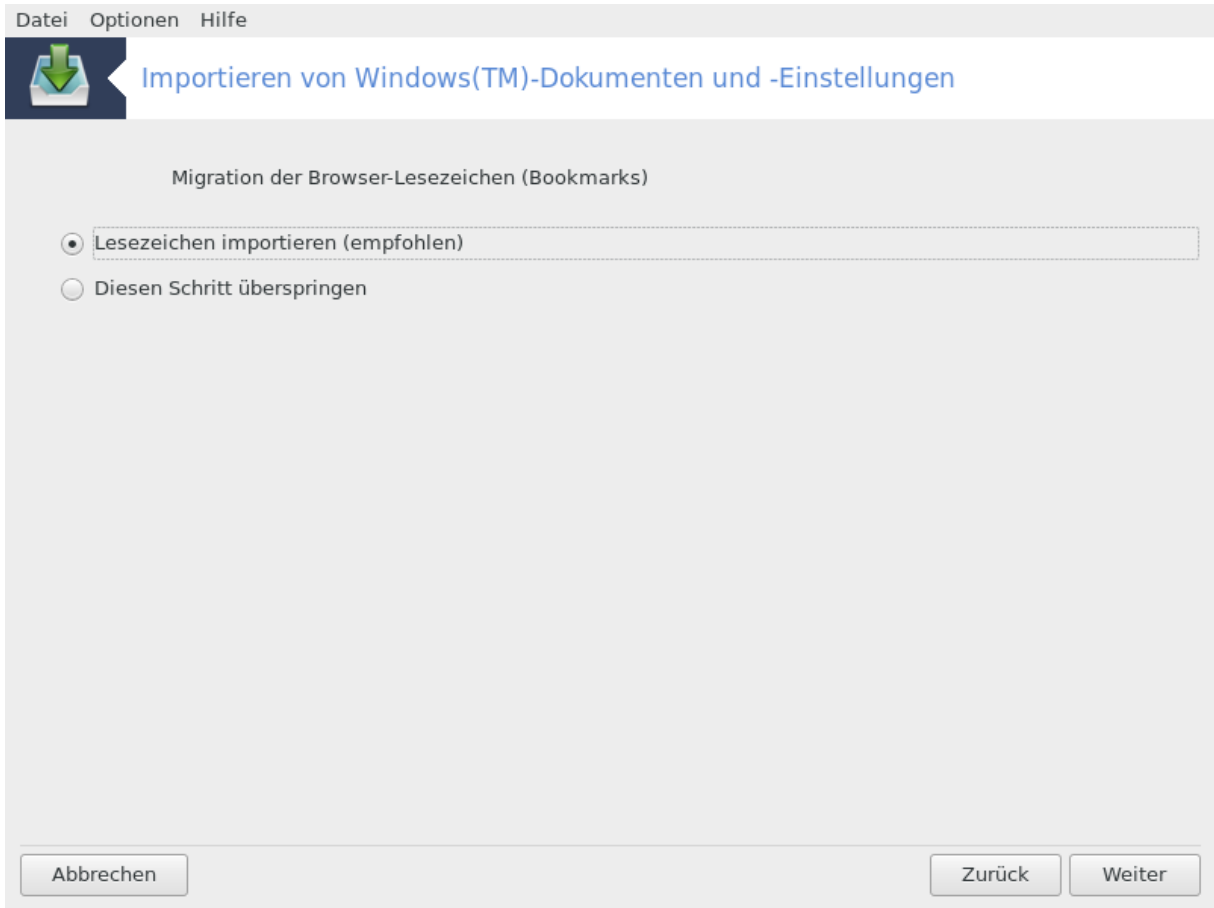 Datei Optionen Hilfe
Importieren von Windows(TM)-Dokumenten und -Einstellungen
Migration der Browser-Lesezeichen (Bookmarks)
Lesezeichen importieren (empfohlen)
Diesen Schritt überspringen
Abbrechen Zurück Weiter